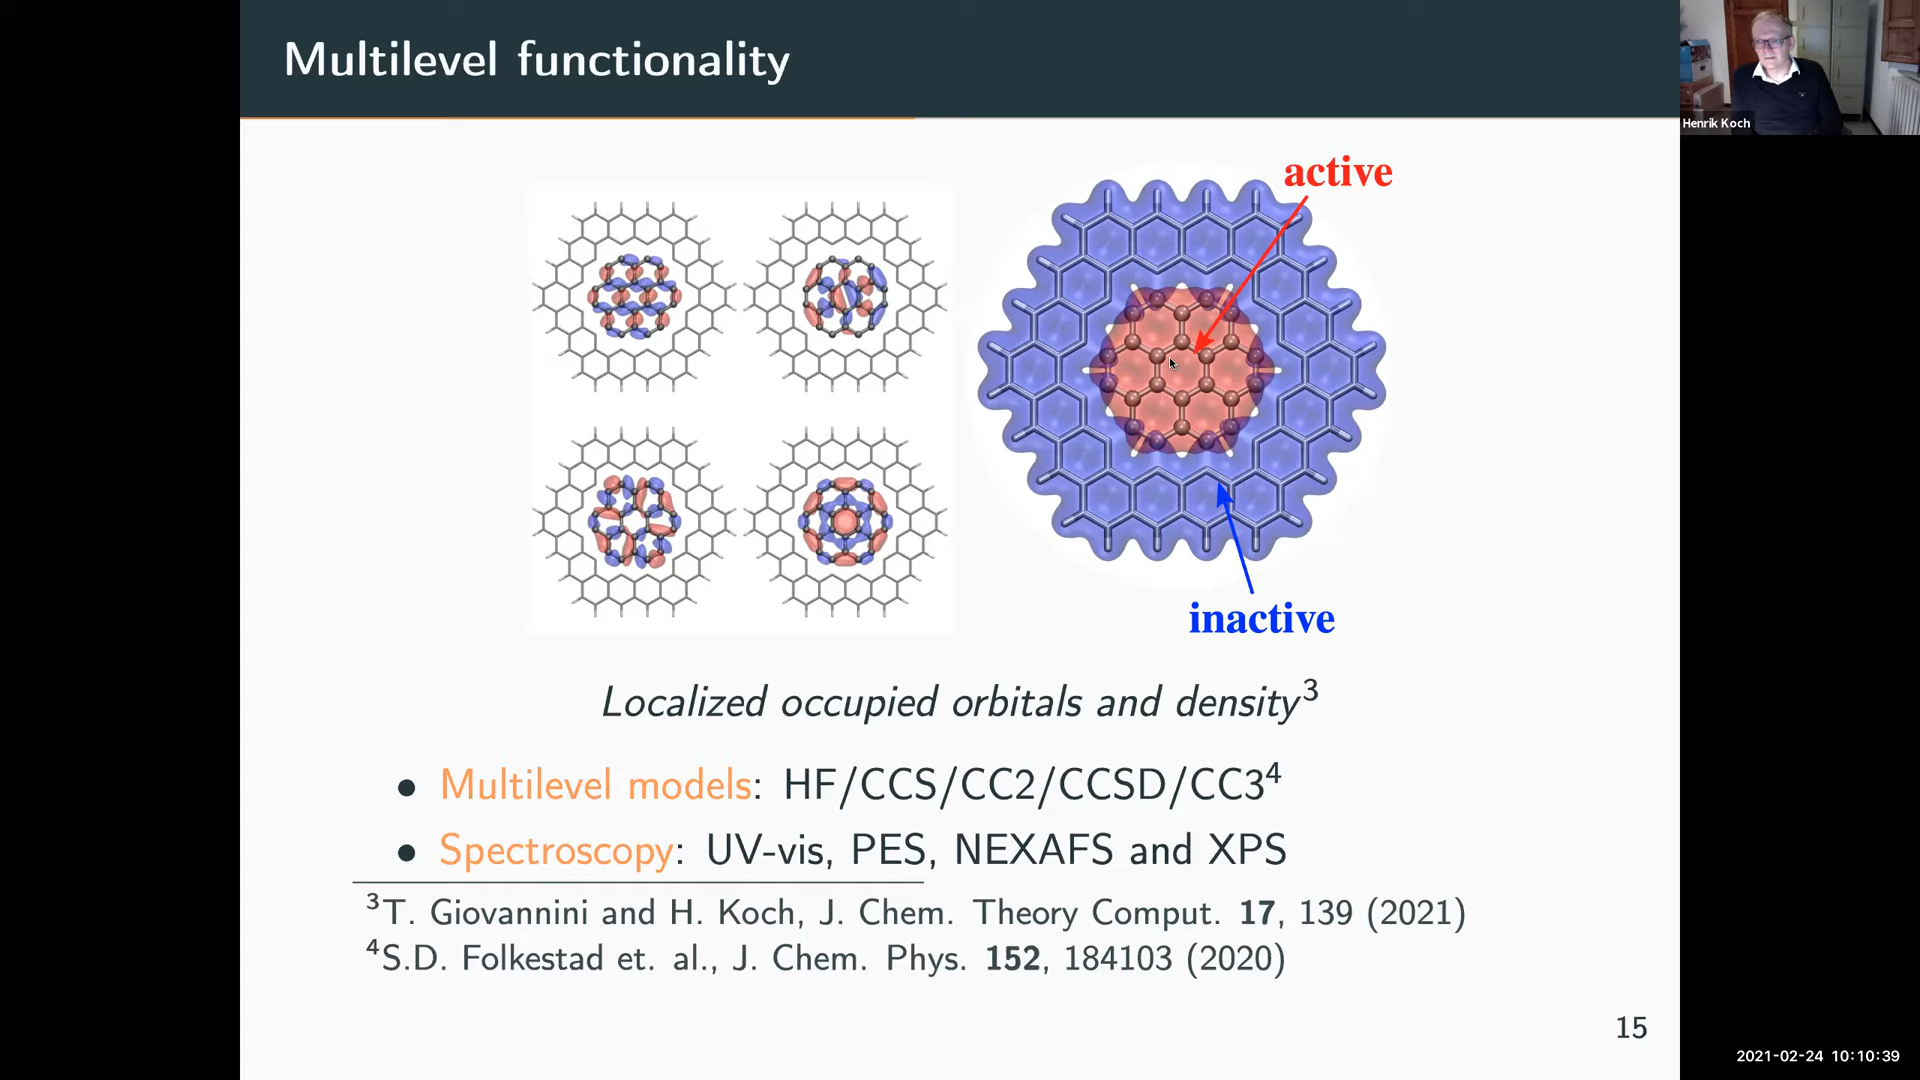 Multilevel functionality
Henrik Koch
active
inactive
Localized occupied orbitals and density³
• Multilevel models: HF/CCS/CC2/CCSD/CC3⁴
• Spectroscopy: UV-vis, PES, NEXAFS and XPS
³T. Giovannini and H. Koch, J. Chem. Theory Comput. 17, 139 (2021)
⁴S.D. Folkestad et. al., J. Chem. Phys. 152, 184103 (2020)
15
2021-02-24 10:10:39